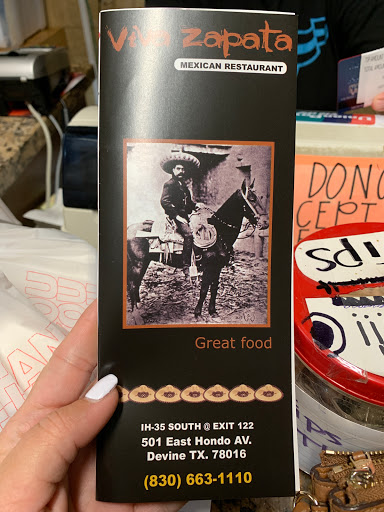 Viva Zapata
MEXICAN RESTAURANT
Great food
IH-35 SOUTH @ EXIT 122
501 East Hondo AV.
Devine TX. 78016
(830) 663-1110
DON
CEPT
TIPS